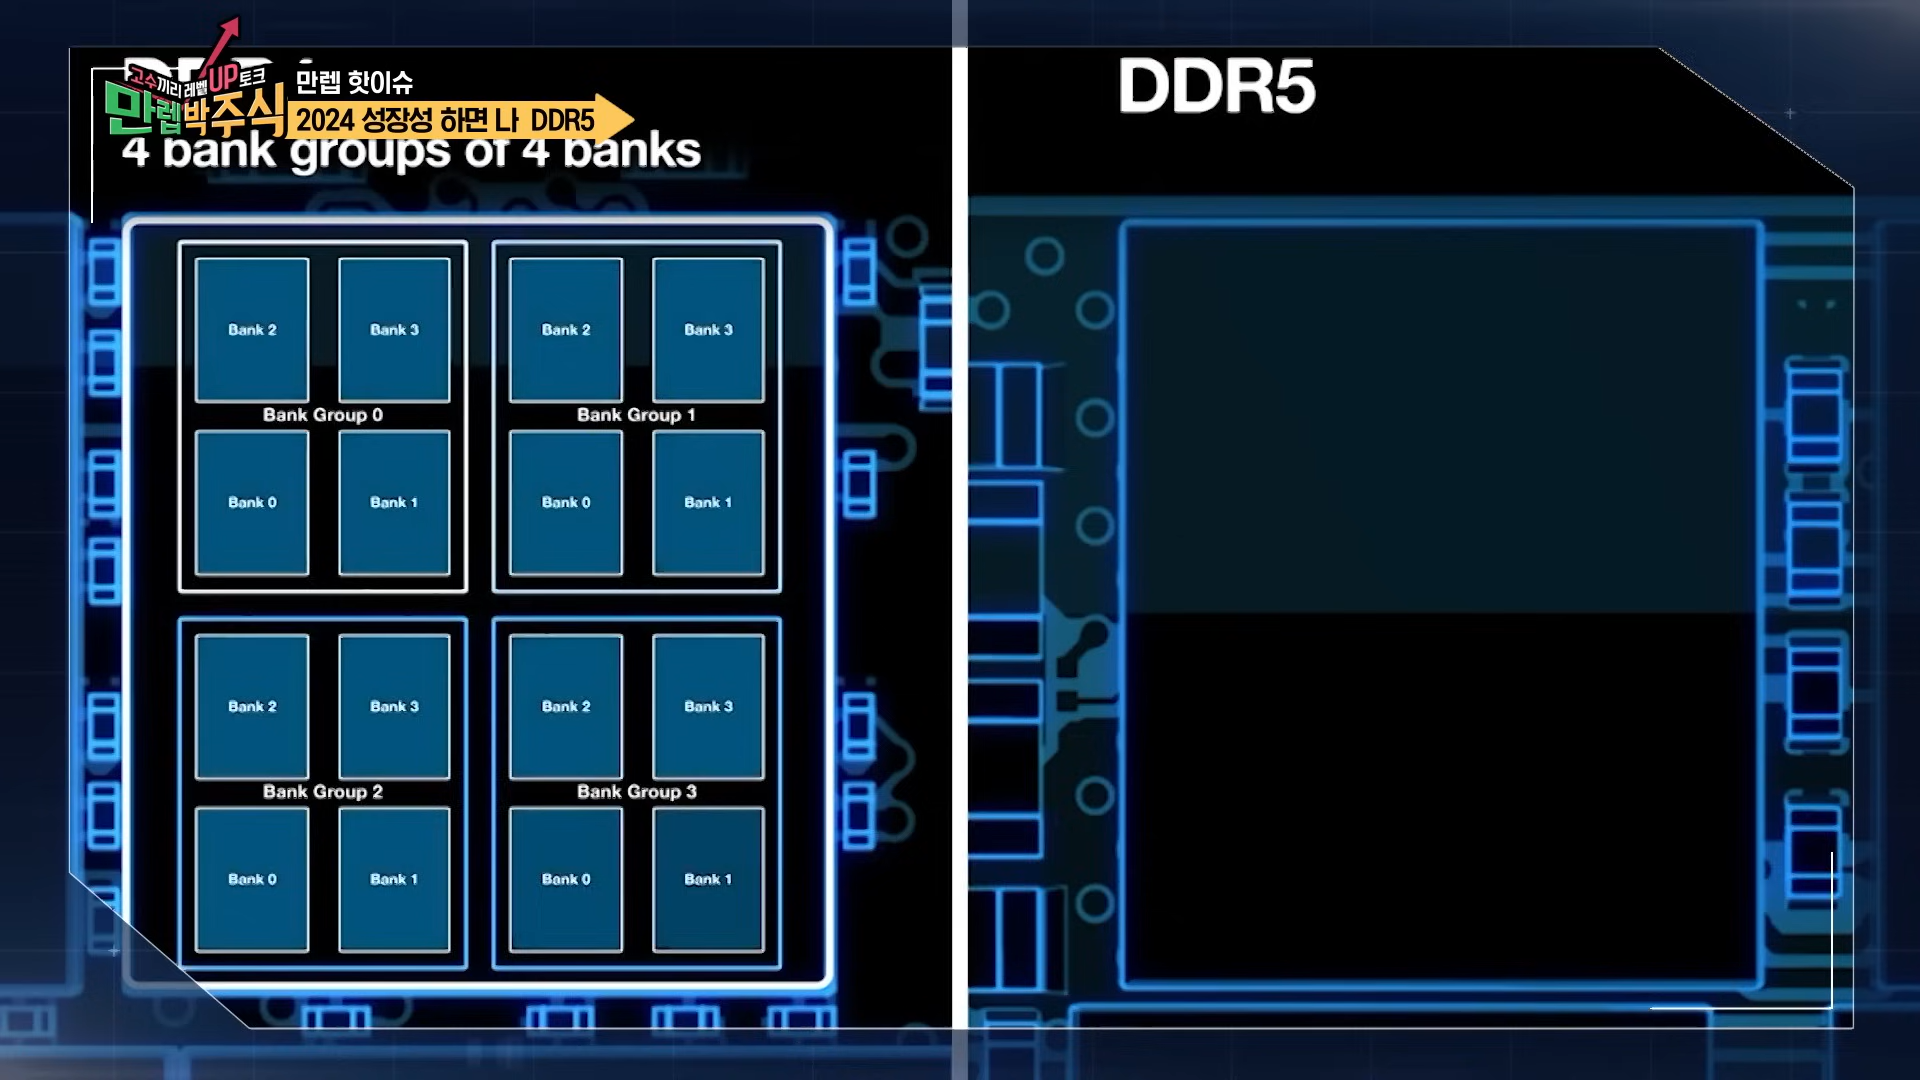 고수끼리 레벨UP토크
만렙박주식
만렙 핫이슈
2024 성장성 하면 나 DDR5
4 bank groups of 4 banks
Bank 2
Bank 3
Bank Group 0
Bank 0
Bank 1
Bank 2
Bank 3
Bank Group 1
Bank 0
Bank 1
Bank 2
Bank 3
Bank Group 2
Bank 0
Bank 1
Bank 2
Bank 3
Bank Group 3
Bank 0
Bank 1
DDR5